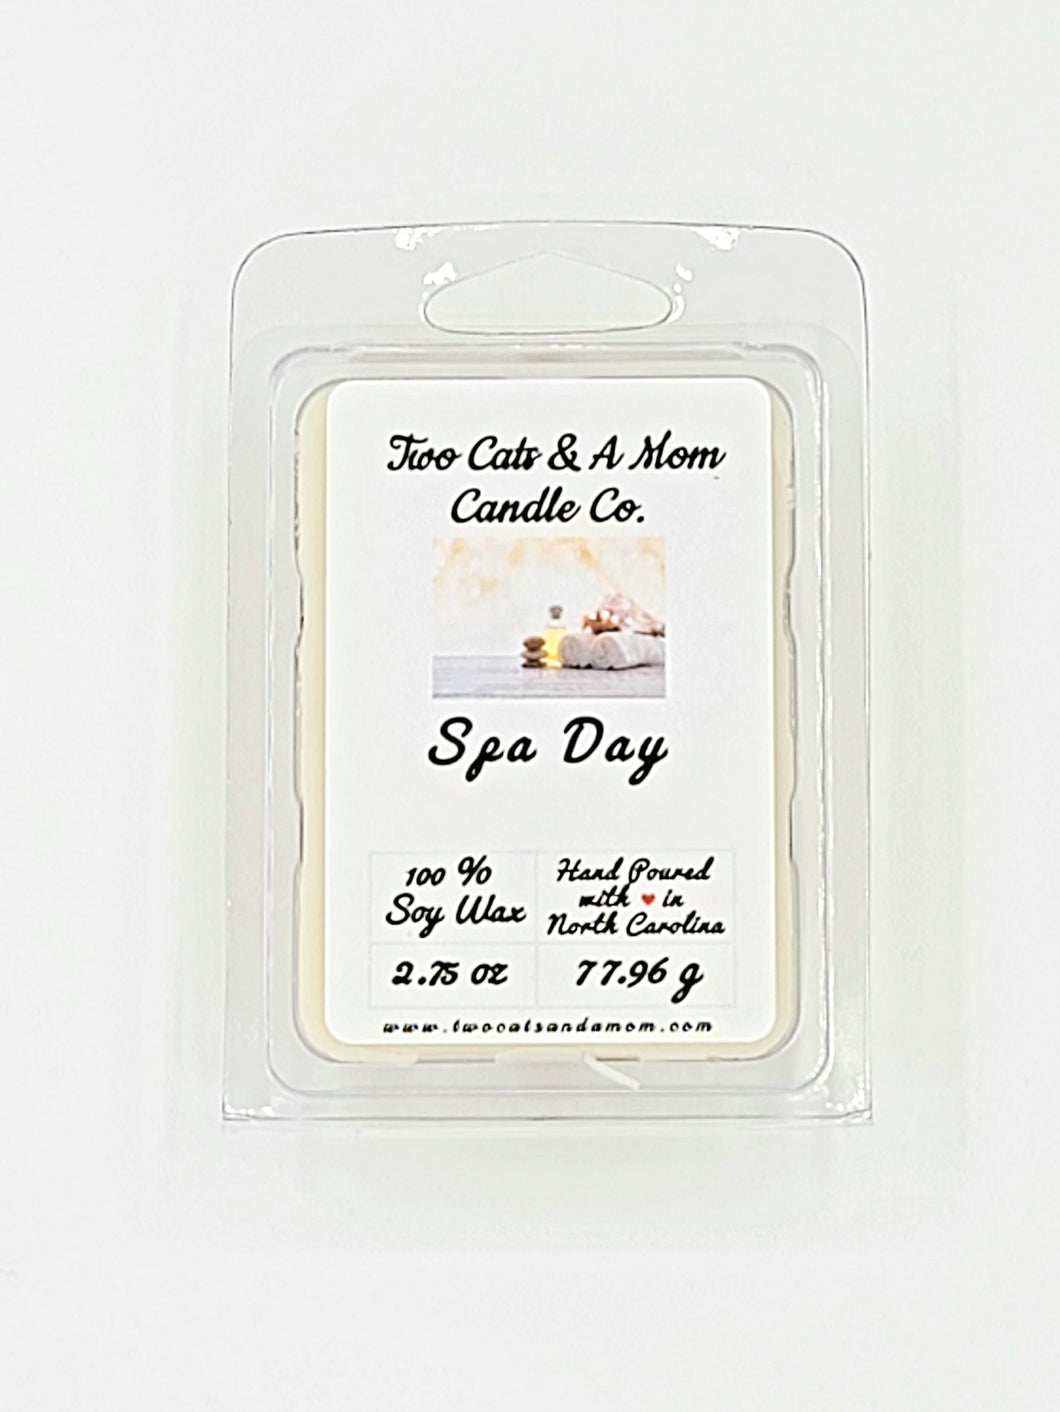 Two Cats & A Mom
Candle Co.
Spa Day
100 %
Soy Wax
Hand Poured
with ❤ in
North Carolina
2.75 oz
77.96 g
www.twocatsandamom.com